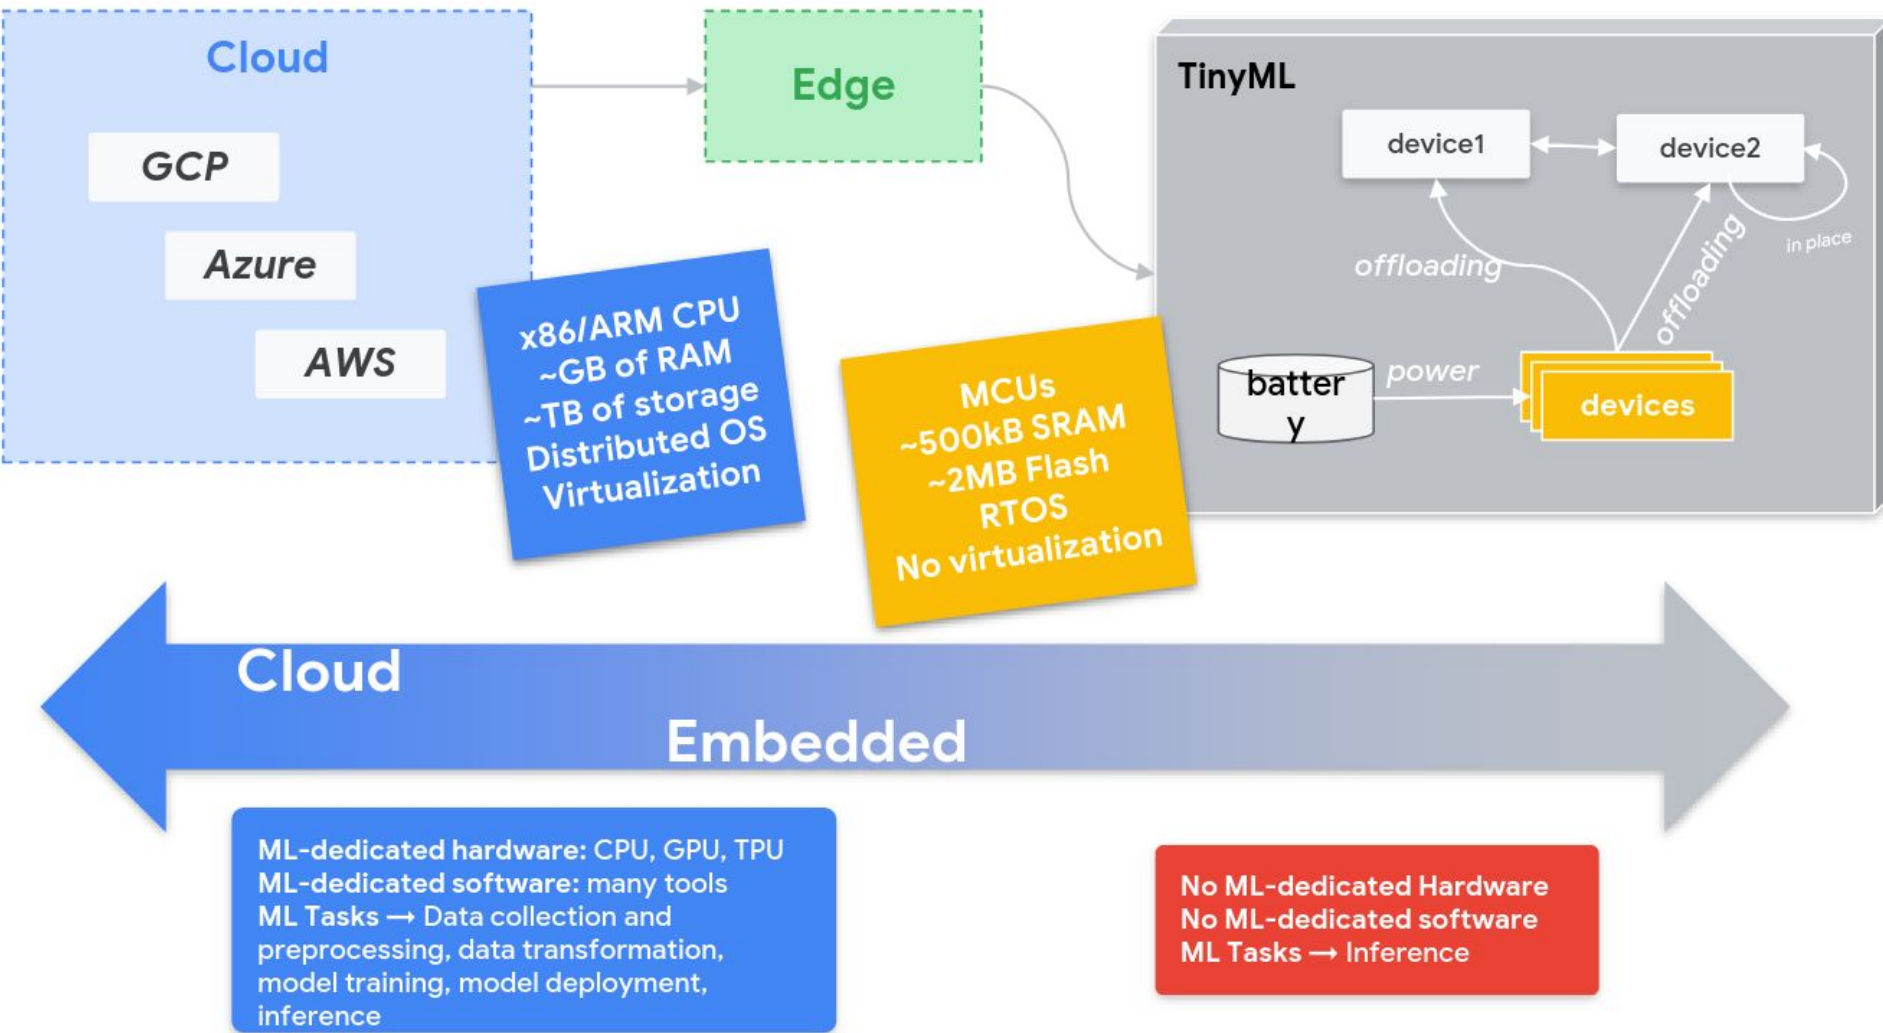 Cloud
GCP
Azure
AWS
Edge
TinyML
device1
device2
in place
offloading
offloading
batter
y
power
devices
x86/ARM CPU
~GB of RAM
~TB of storage
Distributed OS
Virtualization
MCUs
~500kB SRAM
~2MB Flash
RTOS
No virtualization
Cloud
Embedded
ML-dedicated hardware: CPU, GPU, TPU
ML-dedicated software: many tools
ML Tasks → Data collection and
preprocessing, data transformation,
model training, model deployment,
inference
No ML-dedicated Hardware
No ML-dedicated software
ML Tasks → Inference